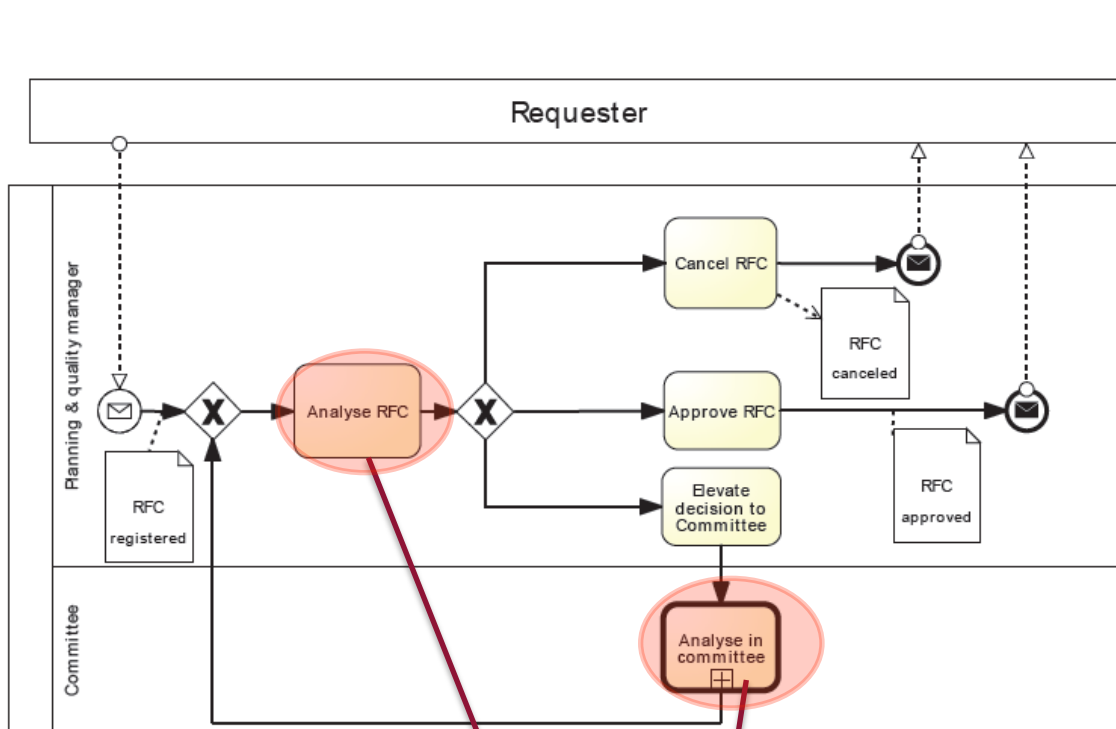 Requester
Planning & quality manager
Cancel RFC
RFC
canceled
Analyse RFC
Approve RFC
RFC
registered
Elevate
decision to
Committee
RFC
approved
Committee
Analyse in
committee